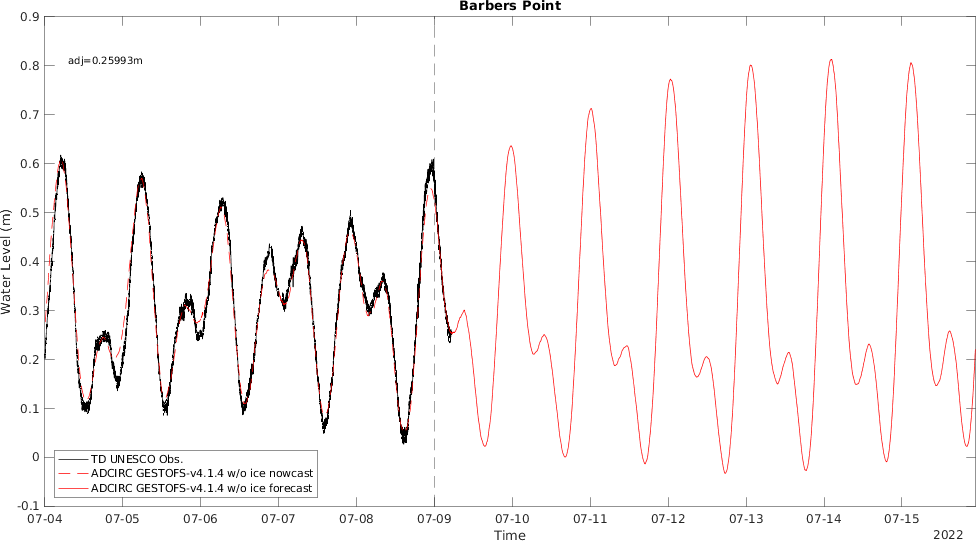 Barbers Point
0.9
0.8
adj=0.25993m
0.7
0.6
0.5
0.4
0.3
0.2
0.1
0
-0.1
Water Level (m)
TD UNESCO Obs.
ADCIRC GESTOFS-v4.1.4 w/o ice nowcast
ADCIRC GESTOFS-v4.1.4 w/o ice forecast
07-04 07-05 07-06 07-07 07-08 07-09 07-10 07-11 07-12 07-13 07-14 07-15
Time
2022